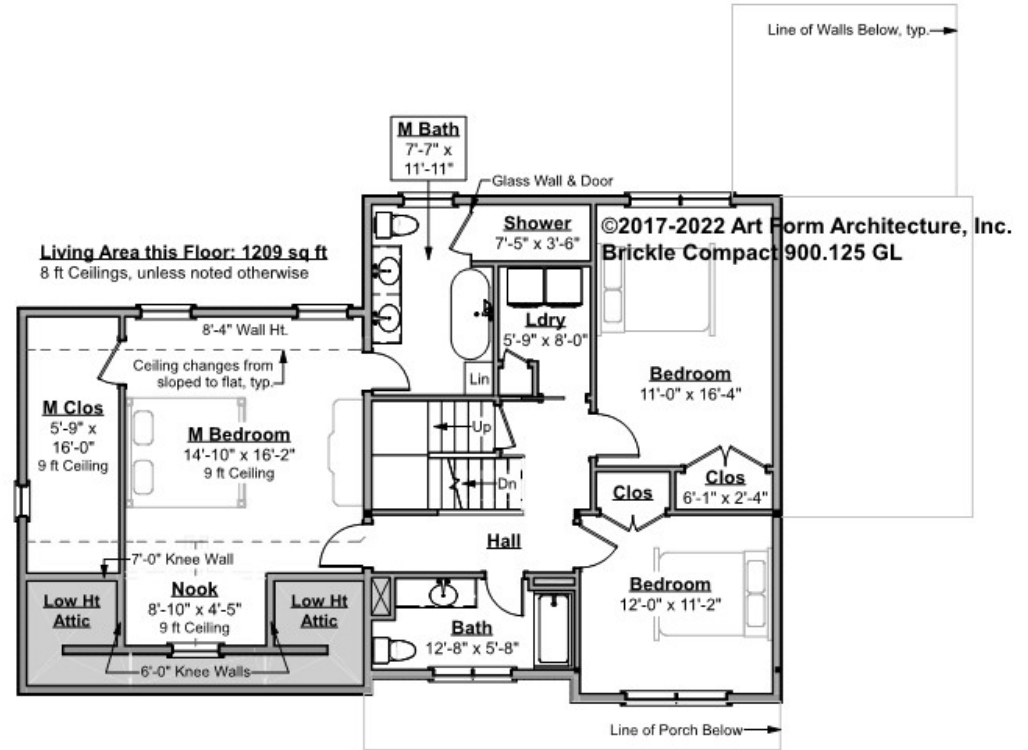 Line of Walls Below, typ.
M Bath
7'-7" x
11'-11"
Glass Wall & Door
Shower
7'-5" x 3'-6"
©2017-2022 Art Form Architecture, Inc.
Brickle Compact 900.125 GL
Living Area this Floor: 1209 sq ft
8 ft Ceilings, unless noted otherwise
8'-4" Wall Ht.
Ldry
5'-9" x 8'-0"
Ceiling changes from
sloped to flat, typ.
Lin
Bedroom
11'-0" x 16'-4"
M Clos
5'-9" x
16'-0"
9 ft Ceiling
M Bedroom
14'-10" x 16'-2"
9 ft Ceiling
Up
Dn
Clos
Clos
6'-1" x 2'-4"
Hall
7'-0" Knee Wall
Low Ht
Attic
Nook
8'-10" x 4'-5"
9 ft Ceiling
Low Ht
Attic
Bath
12'-8" x 5'-8"
Bedroom
12'-0" x 11'-2"
6'-0" Knee Walls
Line of Porch Below